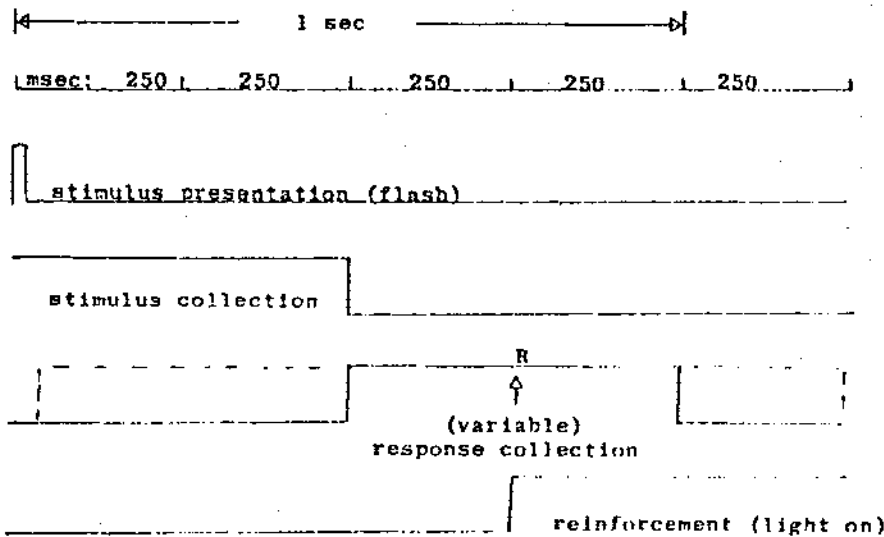 1 sec
msec: 250 250 250 250 250
stimulus presentation (flash)
stimulus collection
R
(variable)
response collection
reinforcement (light on)